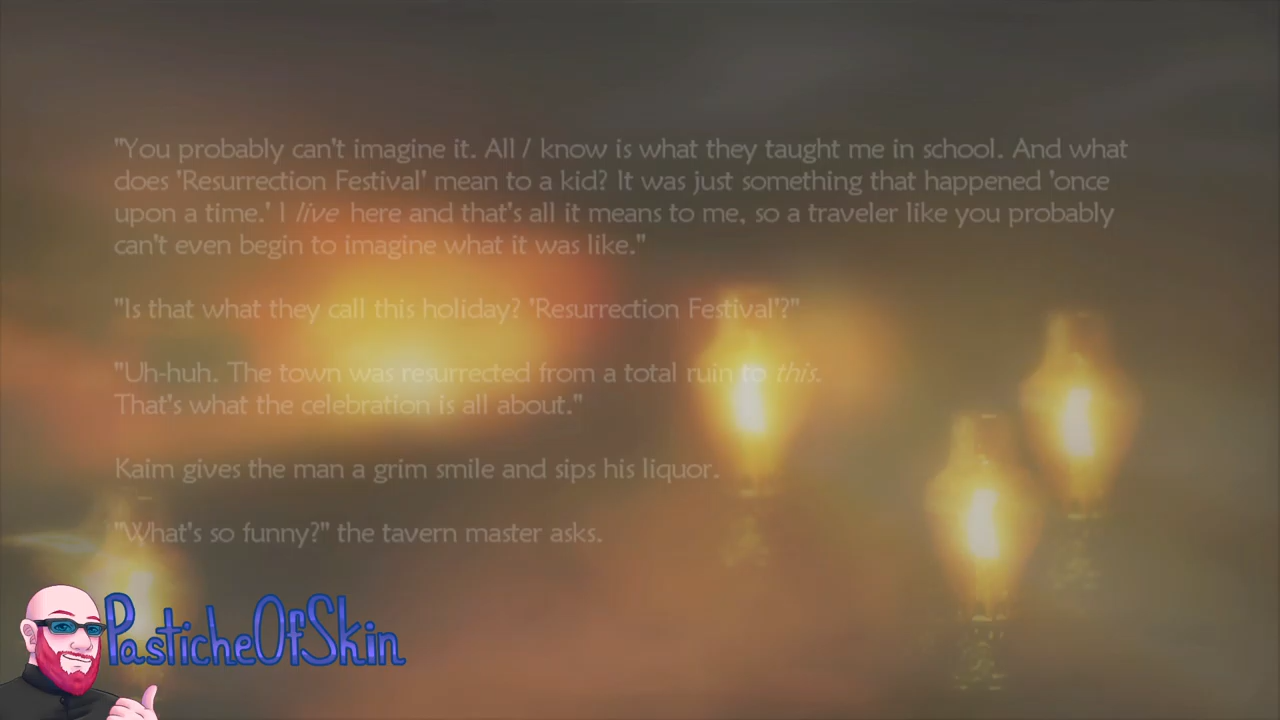 "You probably can't imagine it. All I know is what they taught me in school. And what
does 'Resurrection Festival' mean to a kid? It was just something that happened 'once
upon a time.' I live here and that's all it means to me, so a traveler like you probably
can't even begin to imagine what it was like."
"Is that what they call this holiday? 'Resurrection Festival'?"
"Uh-huh. The town was resurrected from a total ruin to this.
That's what the celebration is all about."
Kaim gives the man a grim smile and sips his liquor.
"What's so funny?" the tavern master asks.
PasticheOfSkin